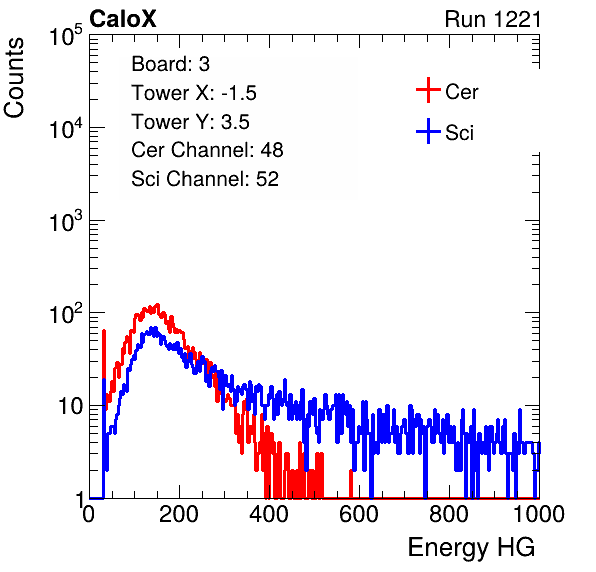 CaloX Run 1221
Counts
Board: 3
Tower X: -1.5
Tower Y: 3.5
Cer Channel: 48
Sci Channel: 52
Cer
Sci
10^5
10^4
10^3
10^2
10
1
0 200 400 600 800 1000
Energy HG